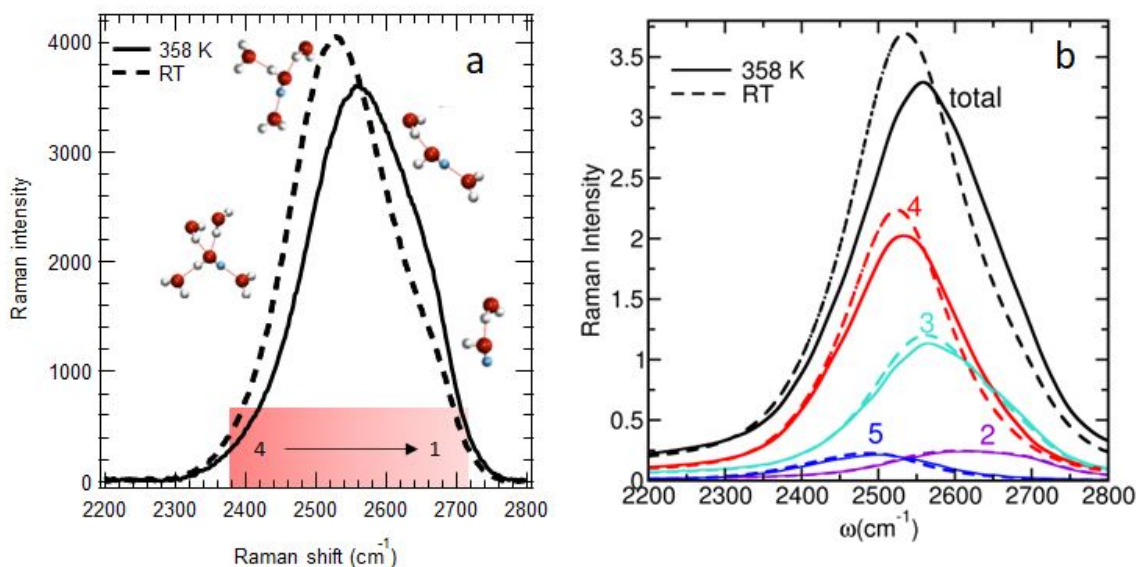 a
358 K
RT
Raman intensity
4000
3000
2000
1000
0
4
1
2200 2300 2400 2500 2600 2700 2800
Raman shift (cm-1)
b
358 K
RT
total
4
3
5
2
Raman Intensity
3.5
3
2.5
2
1.5
1
0.5
0
2200 2300 2400 2500 2600 2700 2800
ω(cm-1)